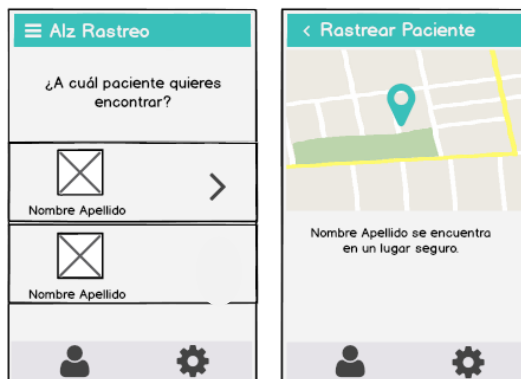 Alz Rastreo
¿A cuál paciente quieres
encontrar?
Nombre Apellido
Nombre Apellido
Rastrear Paciente
Nombre Apellido se encuentra
en un lugar seguro.